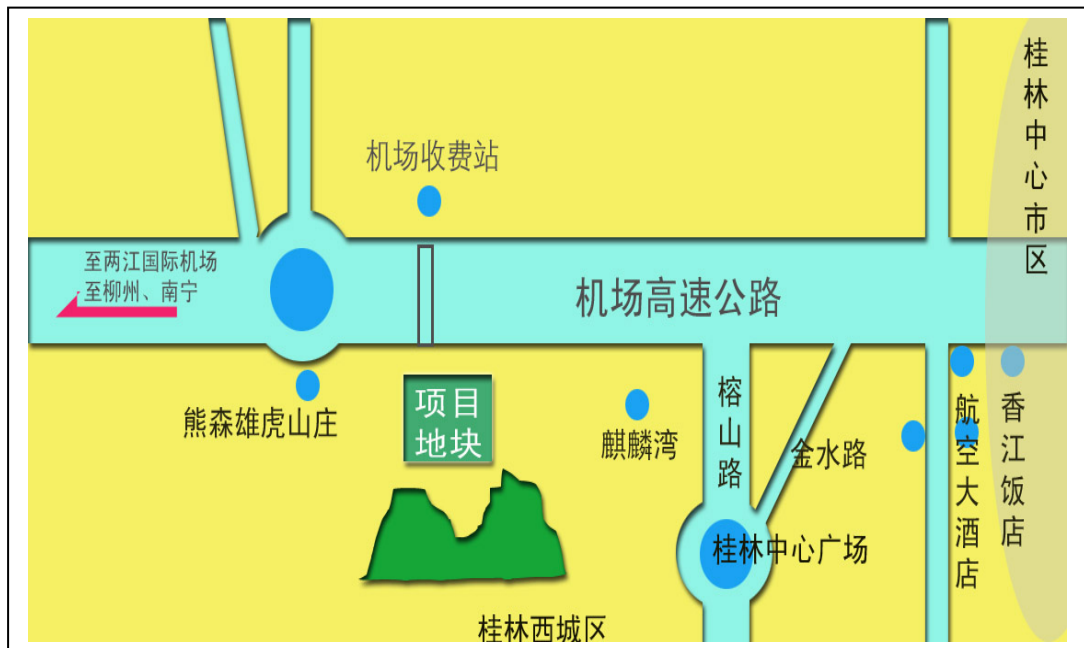 桂林中心市区
机场收费站
至两江国际机场
至柳州、南宁
机场高速公路
熊森雄虎山庄
项目
地块
麒麟湾
榕山路
金水路
航空大酒店
香江饭店
桂林中心广场
桂林西城区